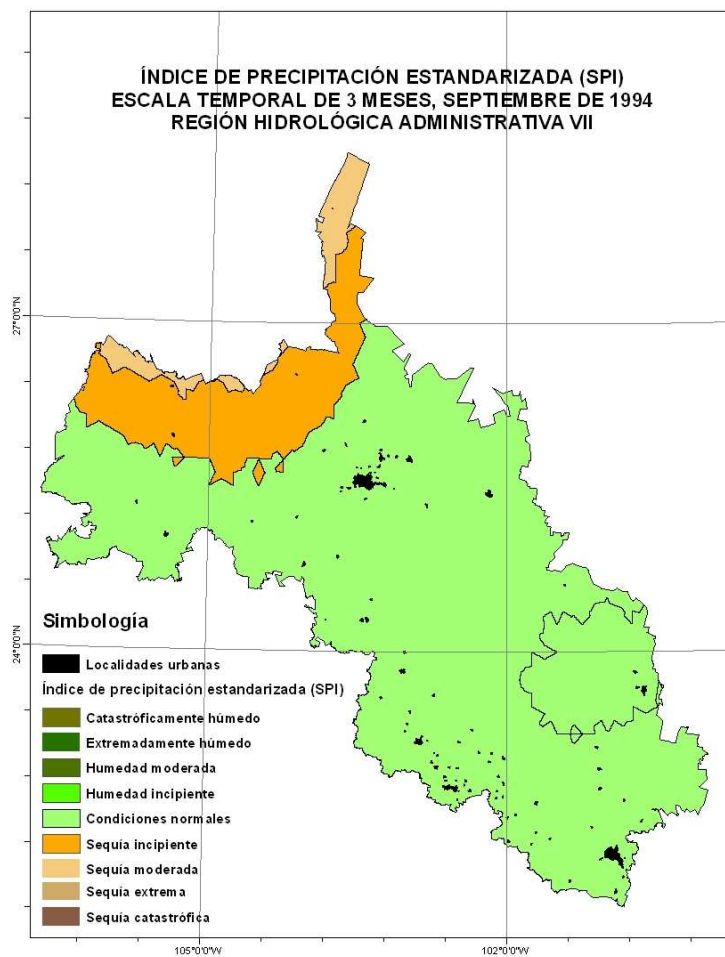 ÍNDICE DE PRECIPITACIÓN ESTANDARIZADA (SPI)
ESCALA TEMPORAL DE 3 MESES, SEPTIEMBRE DE 1994
REGIÓN HIDROLÓGICA ADMINISTRATIVA VII
27°0'0"N
24°0'0"N
Simbología
Localidades urbanas
Índice de precipitación estandarizada (SPI)
Catastróficamente húmedo
Extremadamente húmedo
Humedad moderada
Humedad incipiente
Condiciones normales
Sequía incipiente
Sequía moderada
Sequía extrema
Sequía catastrófica
105°0'0"W
102°0'0"W